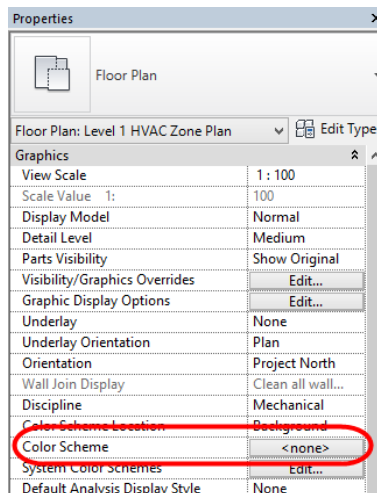 Properties
Floor Plan
Floor Plan: Level 1 HVAC Zone Plan Edit Type
Graphics
View Scale 1 : 100
Scale Value 1: 100
Display Model Normal
Detail Level Medium
Parts Visibility Show Original
Visibility/Graphics Overrides Edit...
Graphic Display Options Edit...
Underlay None
Underlay Orientation Plan
Orientation Project North
Wall Join Display Clean all wall...
Discipline Mechanical
Color Scheme Location Background
Color Scheme <none>
System Color Schemes Edit...
Default Analysis Display Style None